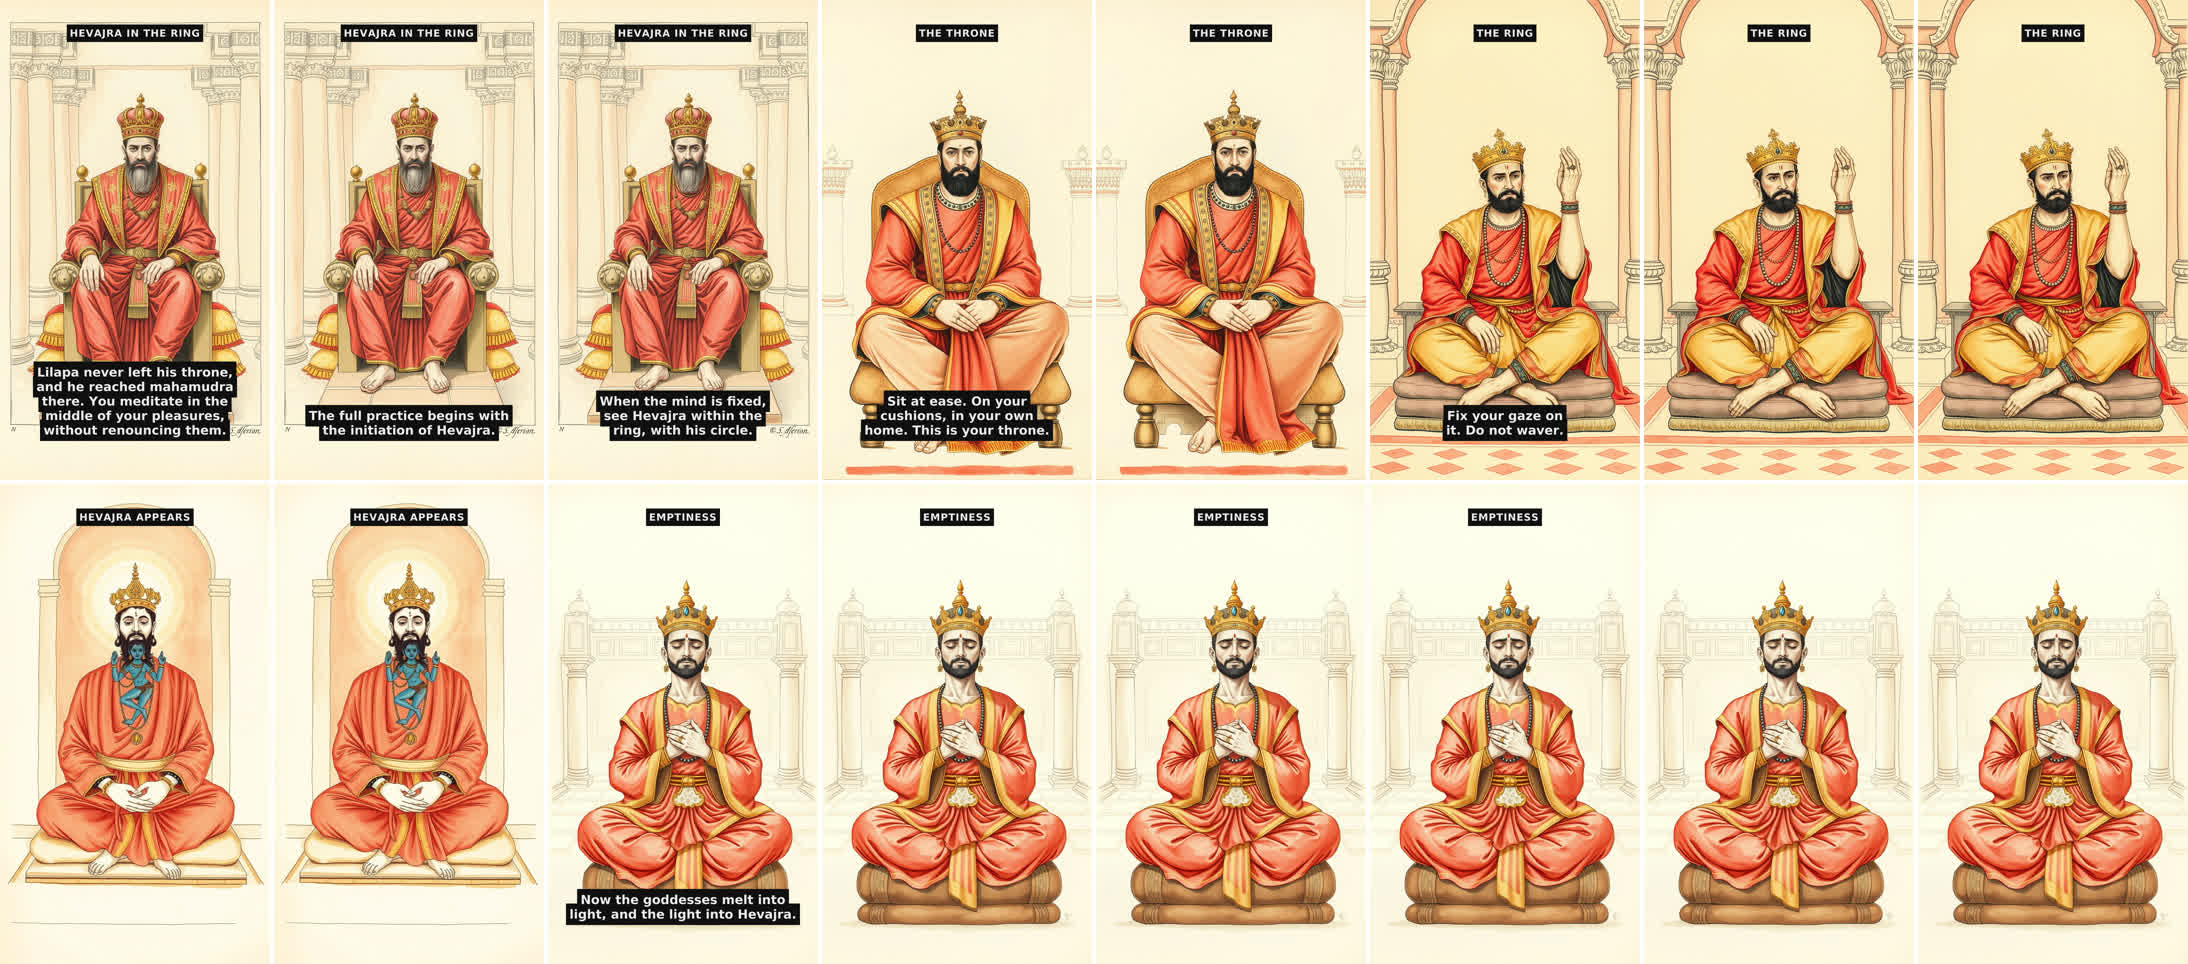 HEVAJRA IN THE RING
Lilapa never left his throne,
and he reached mahamudra
there. You meditate in the
middle of your pleasures,
without renouncing them.
HEVAJRA IN THE RING
The full practice begins with
the initiation of Hevajra.
HEVAJRA IN THE RING
When the mind is fixed,
see Hevajra within the
ring, with his circle.
THE THRONE
Sit at ease. On your
cushions, in your own
home. This is your throne.
THE THRONE
THE RING
Fix your gaze on
it. Do not waver.
THE RING
THE RING
HEVAJRA APPEARS
HEVAJRA APPEARS
EMPTINESS
Now the goddesses melt into
light, and the light into Hevajra.
EMPTINESS
EMPTINESS
EMPTINESS